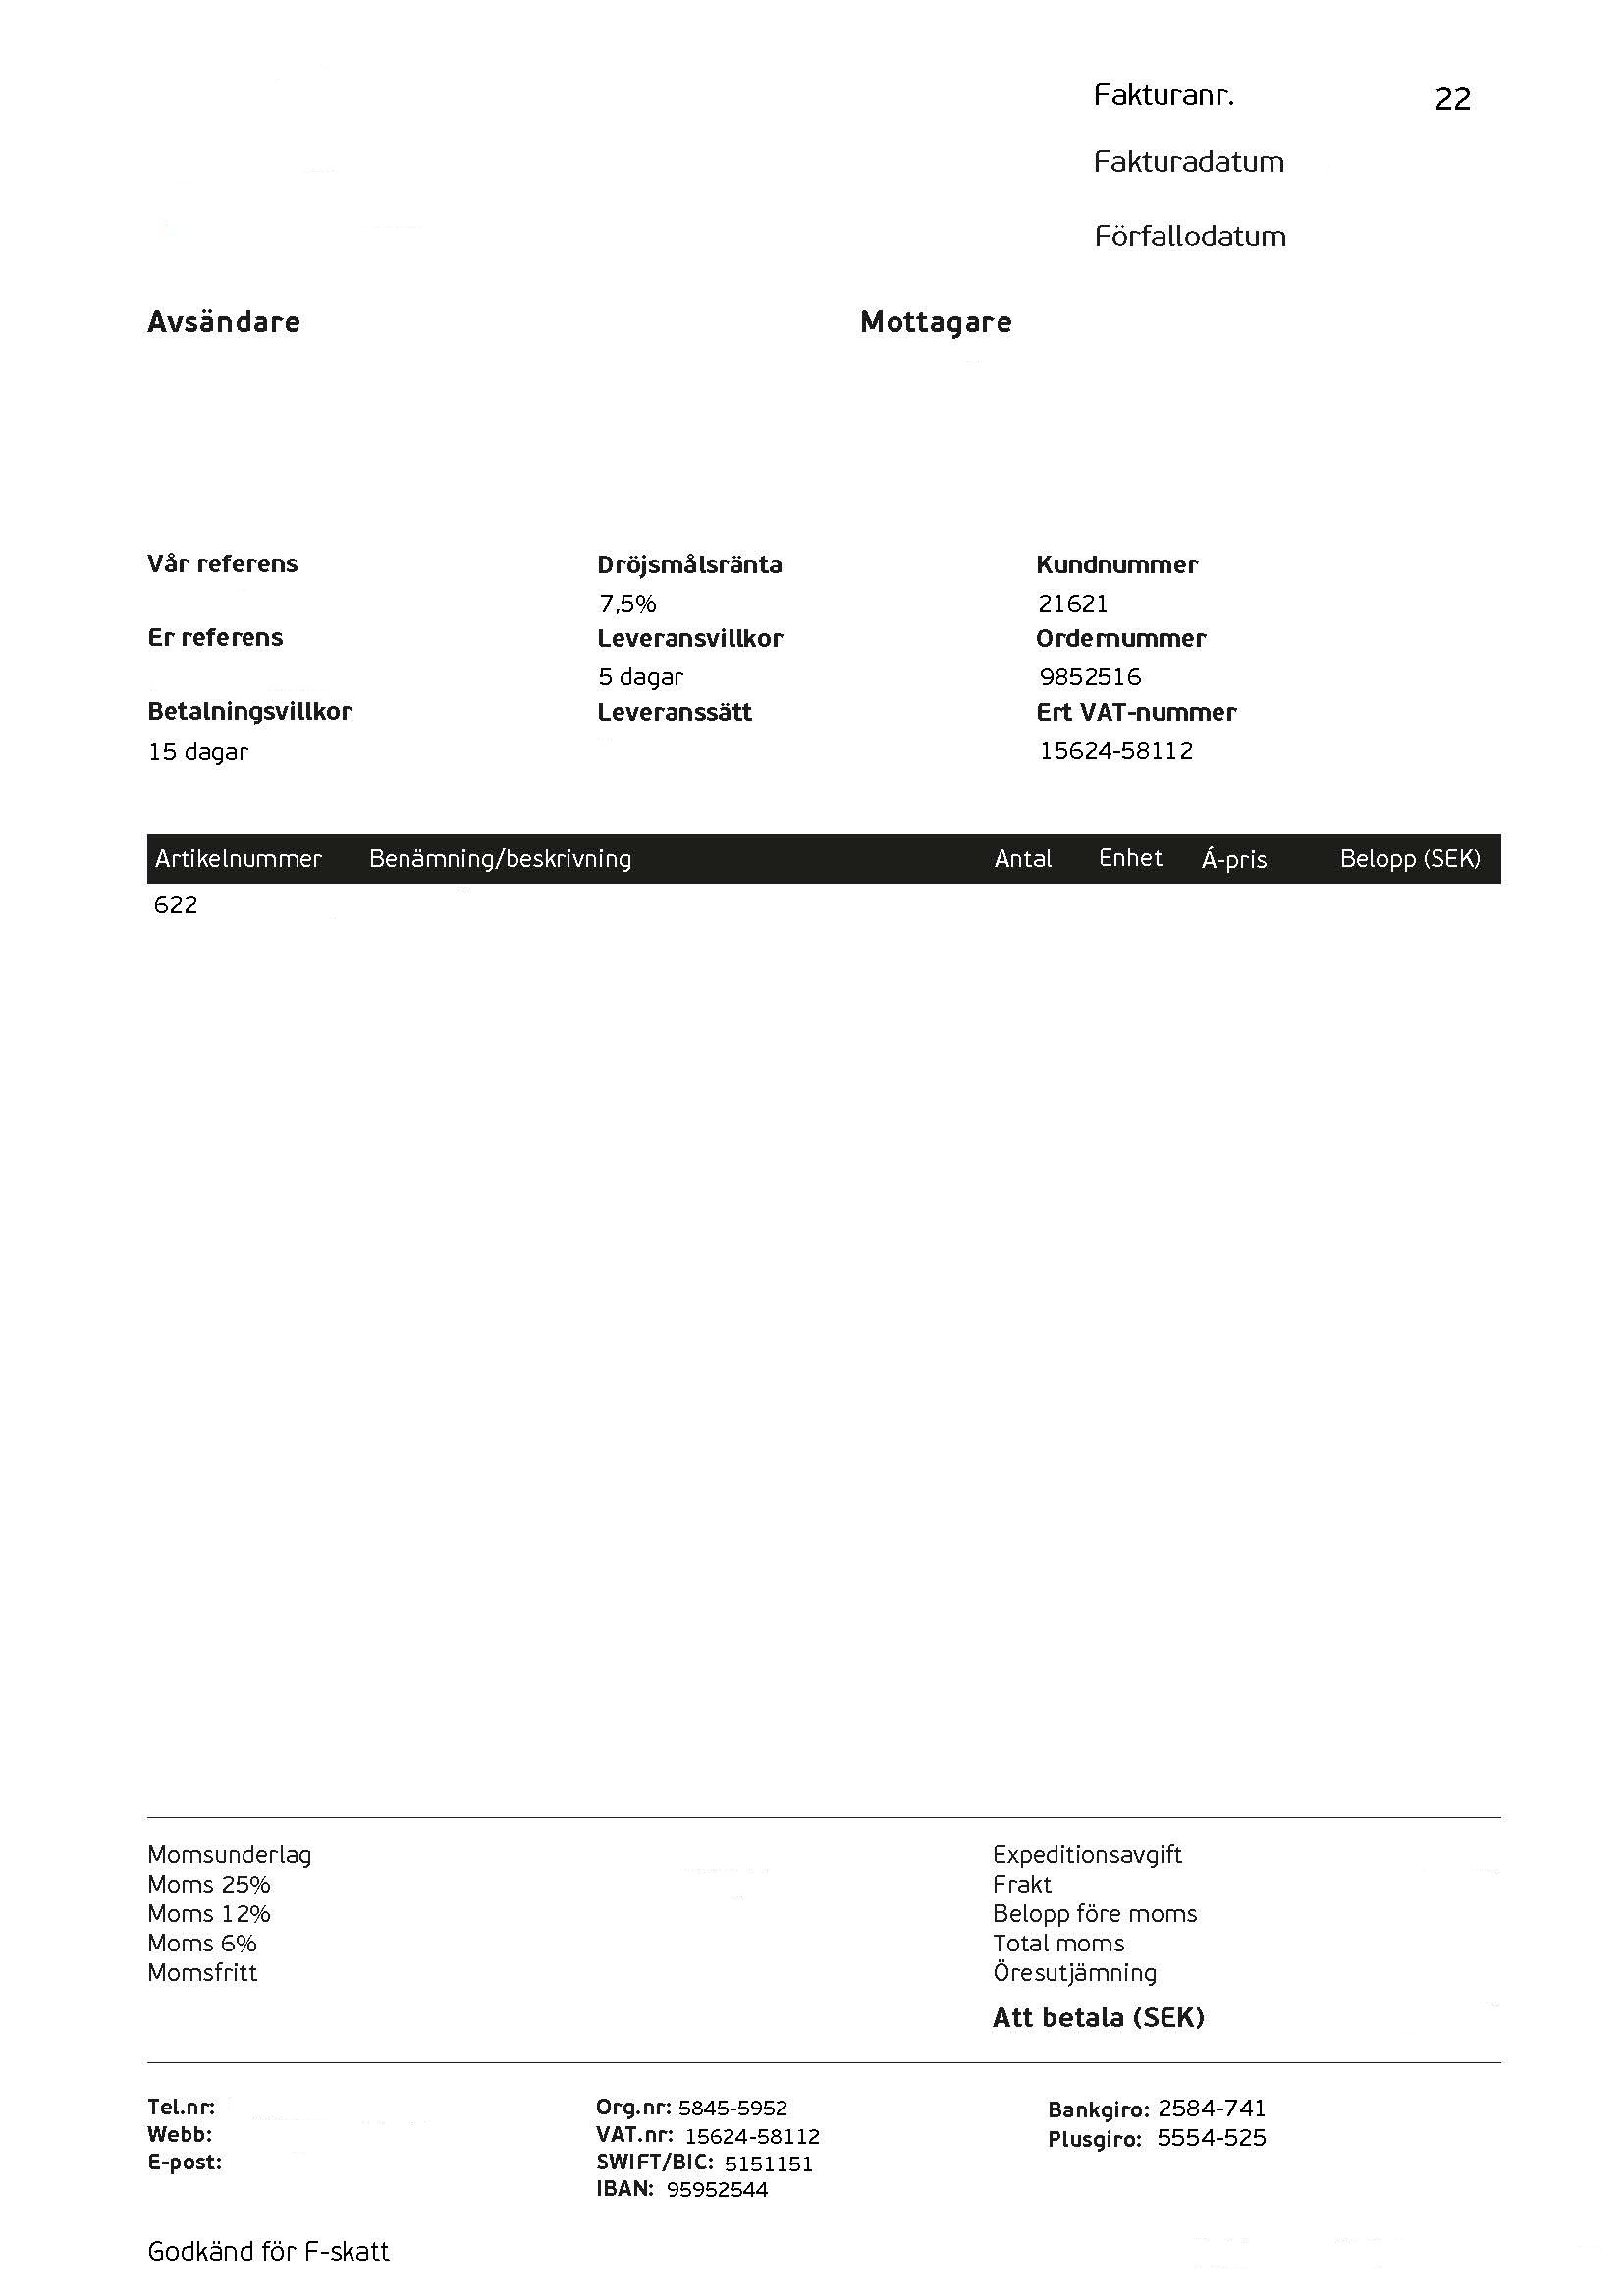 Fakturanr. 22
Fakturadatum
Förfallodatum
Avsändare Mottagare
Vår referens Dröjsmålsränta Kundnummer
7,5% 21621
Er referens Leveransvillkor Ordernummer
5 dagar 9852516
Betalningsvillkor Leveranssätt Ert VAT-nummer
15 dagar 15624-58112
Artikelnummer Benämning/beskrivning Antal Enhet Á-pris Belopp (SEK)
622
Momsunderlag Expeditionsavgift
Moms 25% Frakt
Moms 12% Belopp före moms
Moms 6% Total moms
Momsfritt Öresutjämning
Att betala (SEK)
Tel.nr: Org.nr: 5845-5952 Bankgiro: 2584-741
Webb: VAT.nr: 15624-58112 Plusgiro: 5554-525
E-post: SWIFT/BIC: 5151151
IBAN: 95952544
Godkänd för F-skatt